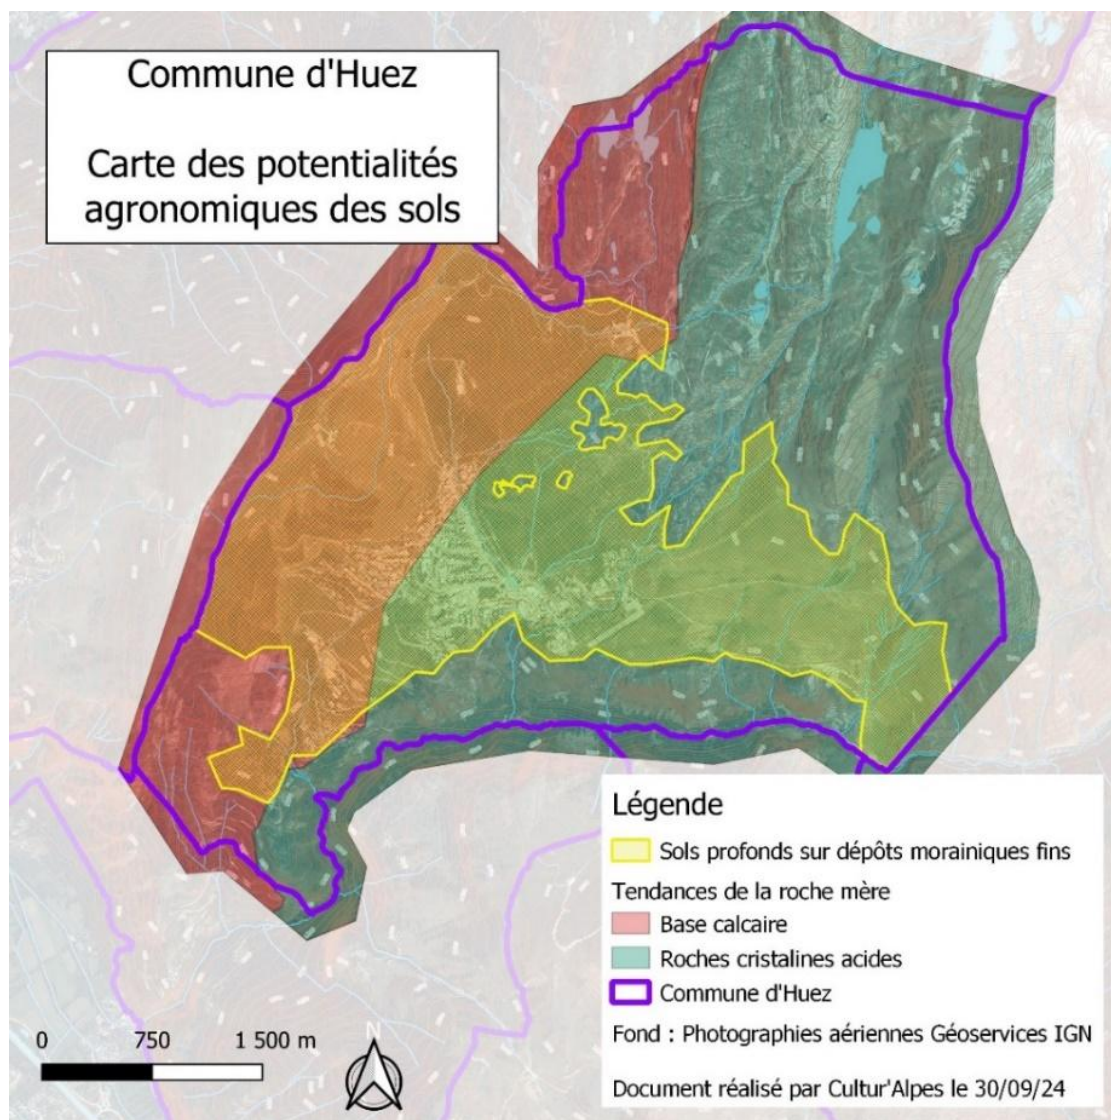 Commune d'Huez
Carte des potentialités
agronomiques des sols
Légende
Sols profonds sur dépôts morainiques fins
Tendances de la roche mère
Base calcaire
Roches cristalines acides
Commune d'Huez
Fond : Photographies aériennes Géoservices IGN
Document réalisé par Cultur'Alpes le 30/09/24
0 750 1 500 m
N